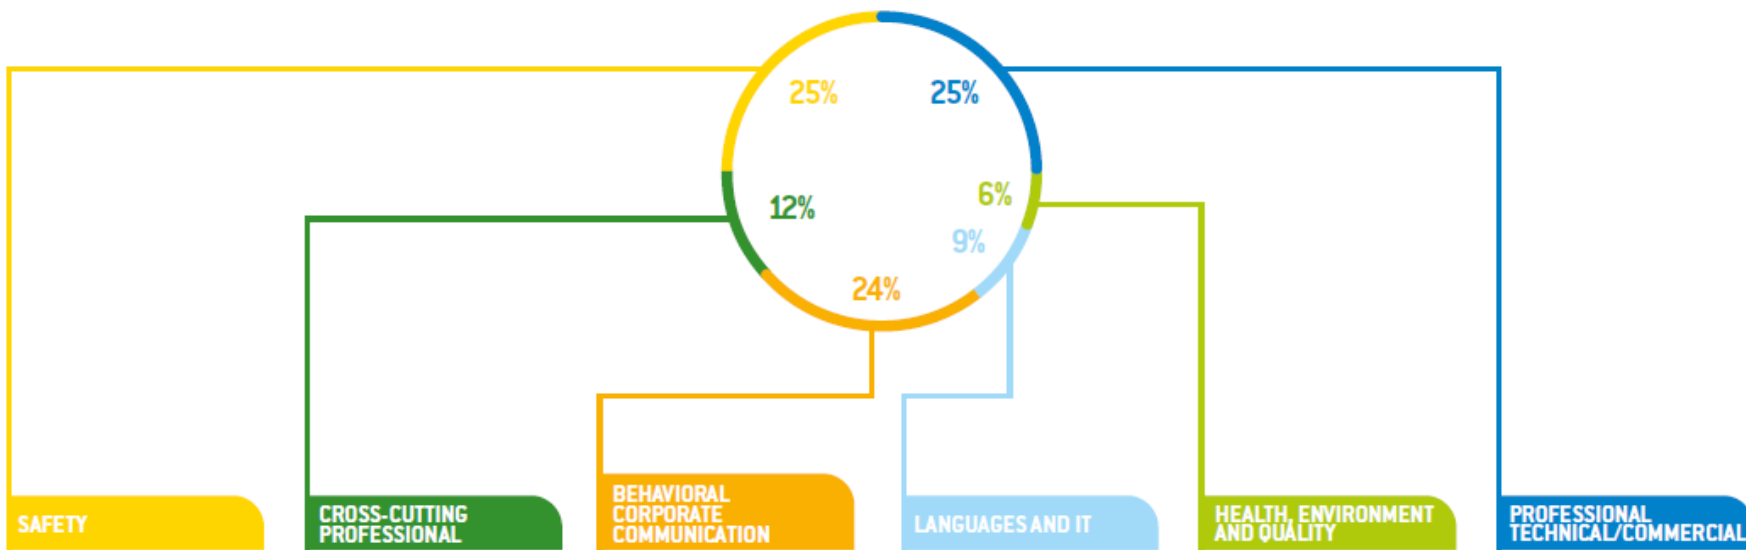 25%
25%
12%
6%
9%
24%
SAFETY
CROSS-CUTTING
PROFESSIONAL
BEHAVIORAL
CORPORATE
COMMUNICATION
LANGUAGES AND IT
HEALTH, ENVIRONMENT
AND QUALITY
PROFESSIONAL
TECHNICAL/COMMERCIAL